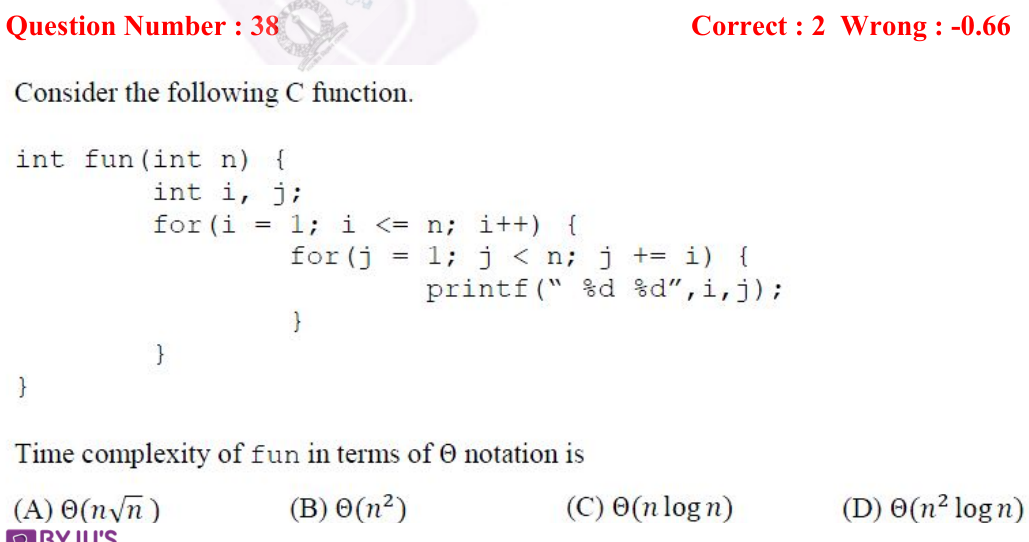 Question Number : 38 Correct : 2 Wrong : -0.66
Consider the following C function.
int fun(int n) {
int i, j;
for(i = 1; i <= n; i++) {
for(j = 1; j < n; j += i) {
printf(“ %d %d”,i,j);
}
}
}
Time complexity of fun in terms of Θ notation is
(A) Θ(n√n ) (B) Θ(n²) (C) Θ(n log n) (D) Θ(n² log n)
BYJU'S